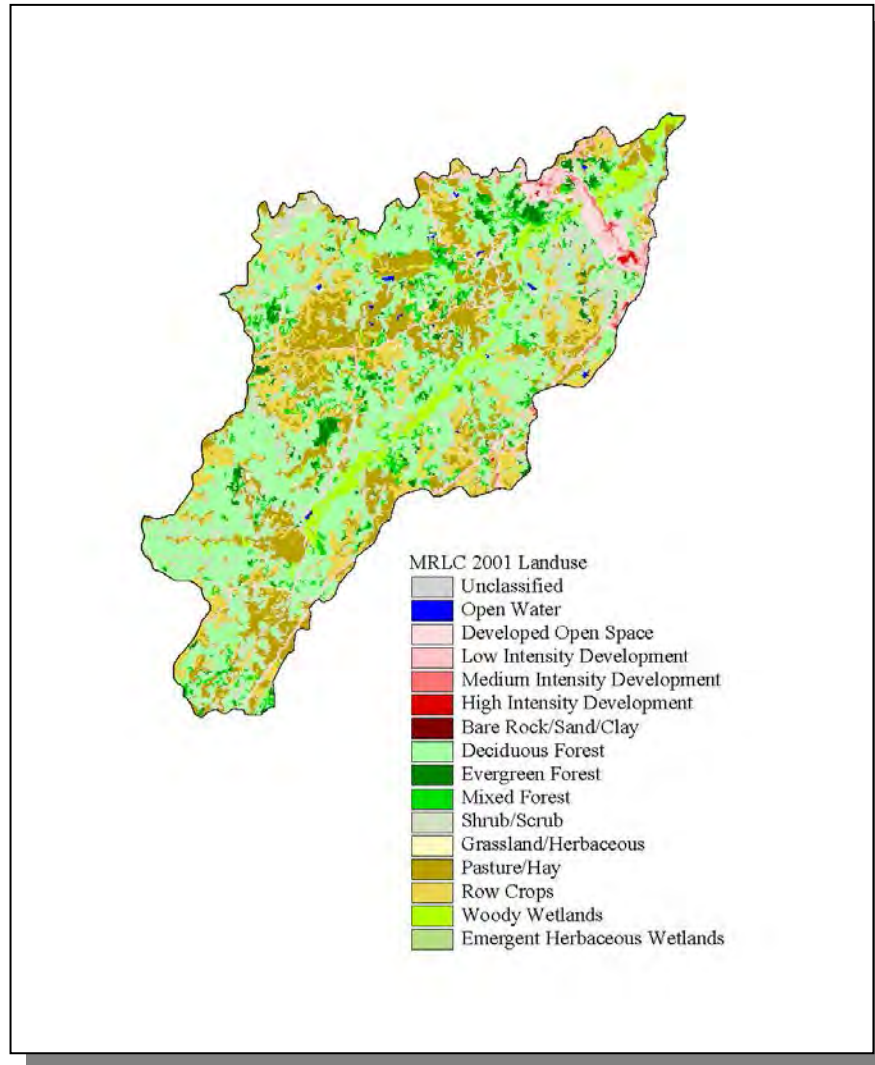 MRLC 2001 Landuse
Unclassified
Open Water
Developed Open Space
Low Intensity Development
Medium Intensity Development
High Intensity Development
Bare Rock/Sand/Clay
Deciduous Forest
Evergreen Forest
Mixed Forest
Shrub/Scrub
Grassland/Herbaceous
Pasture/Hay
Row Crops
Woody Wetlands
Emergent Herbaceous Wetlands